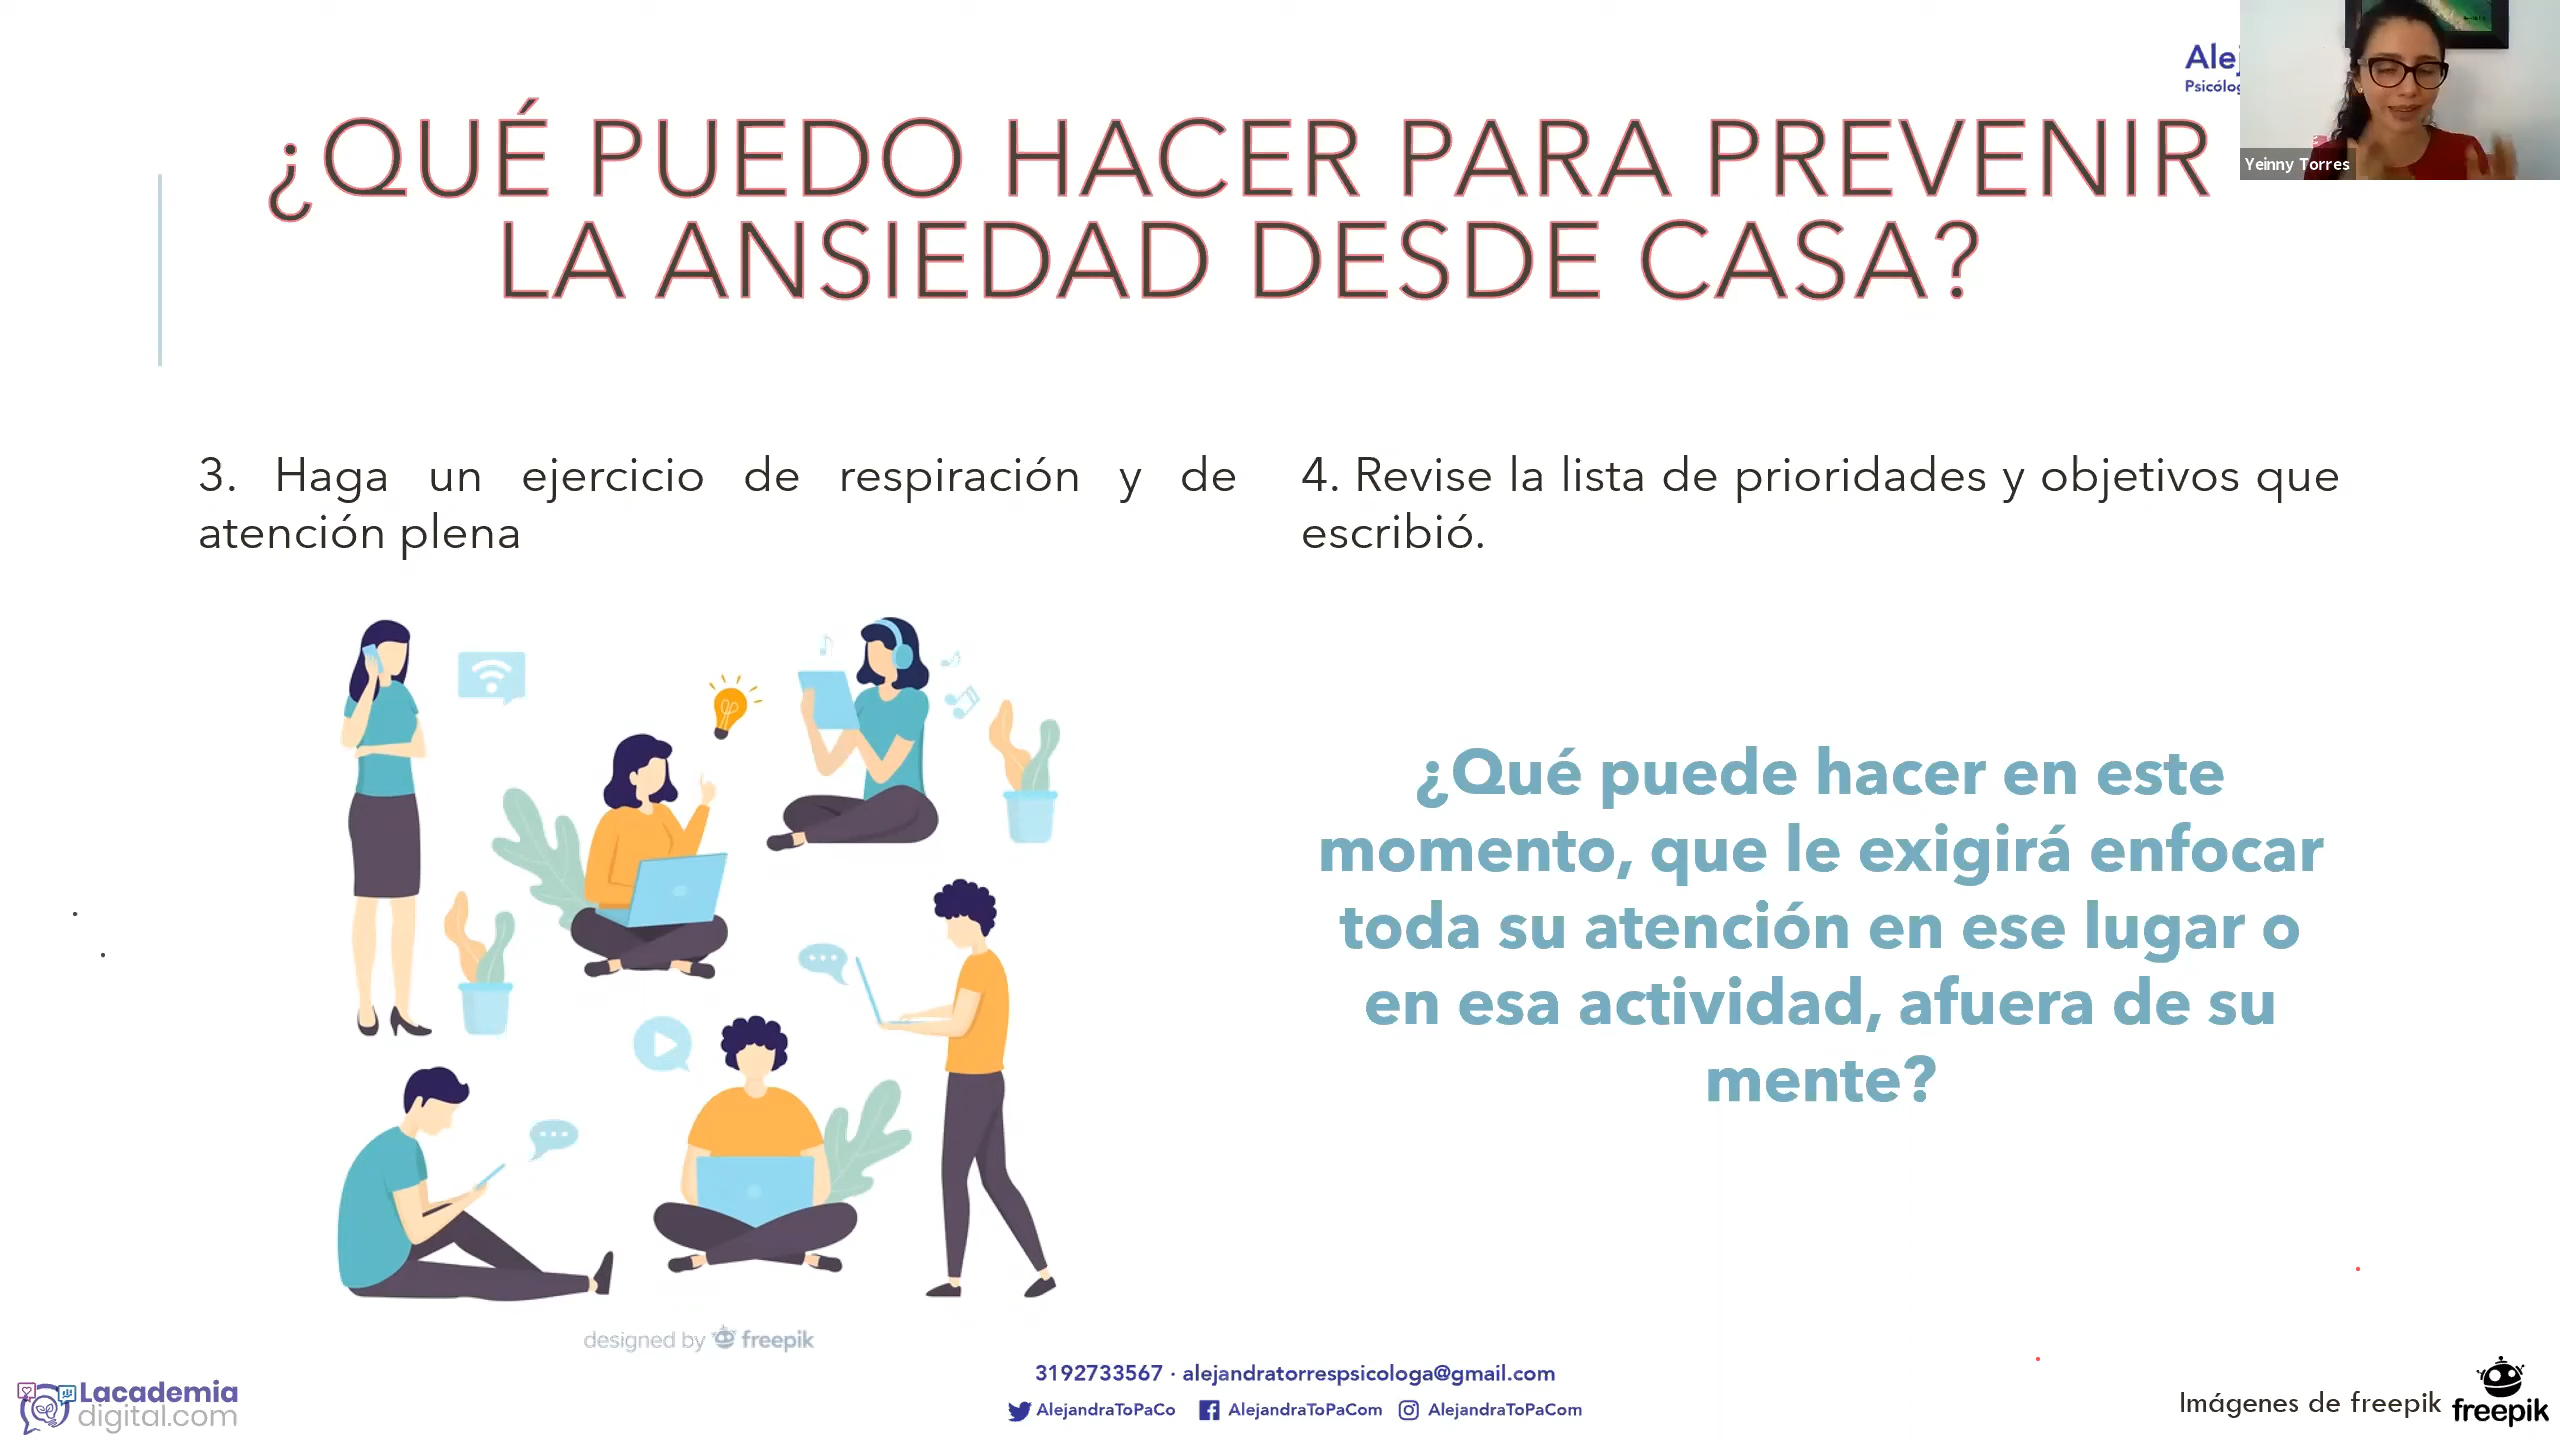 Ale
Psicólog
Yeinny Torres
¿QUÉ PUEDO HACER PARA PREVENIR
LA ANSIEDAD DESDE CASA?
3. Haga un ejercicio de respiración y de
atención plena
4. Revise la lista de prioridades y objetivos que
escribió.
¿Qué puede hacer en este
momento, que le exigirá enfocar
toda su atención en ese lugar o
en esa actividad, afuera de su
mente?
designed by freepik
3192733567 · alejandratorrespsicologa@gmail.com
AlejandraToPaCo AlejandraToPaCom AlejandraToPaCom
Lacademia
digital.com
Imágenes de freepik
freepik